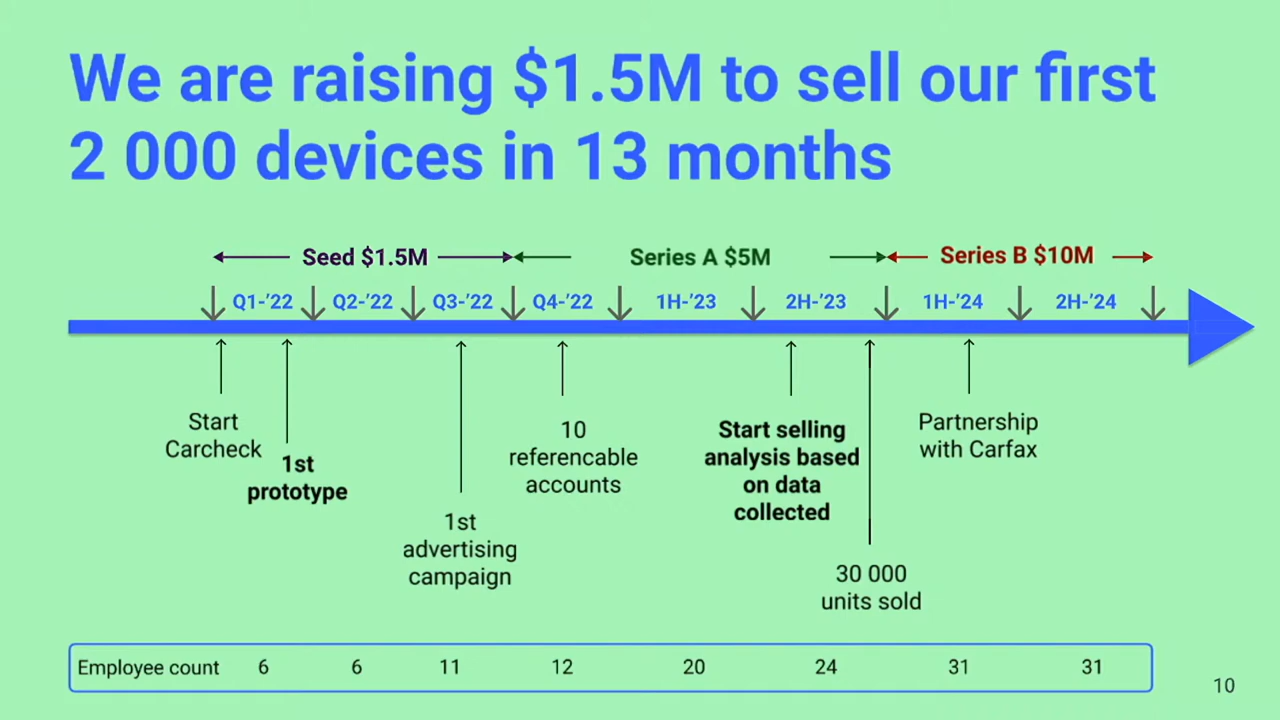 We are raising $1.5M to sell our first
2 000 devices in 13 months
Seed $1.5M
Series A $5M
Series B $10M
Q1-’22
Q2-’22
Q3-’22
Q4-’22
1H-’23
2H-’23
1H-’24
2H-’24
Start
Carcheck
1st
prototype
1st
advertising
campaign
10
referencable
accounts
Start selling
analysis based
on data
collected
30 000
units sold
Partnership
with Carfax
Employee count 6 6 11 12 20 24 31 31
10